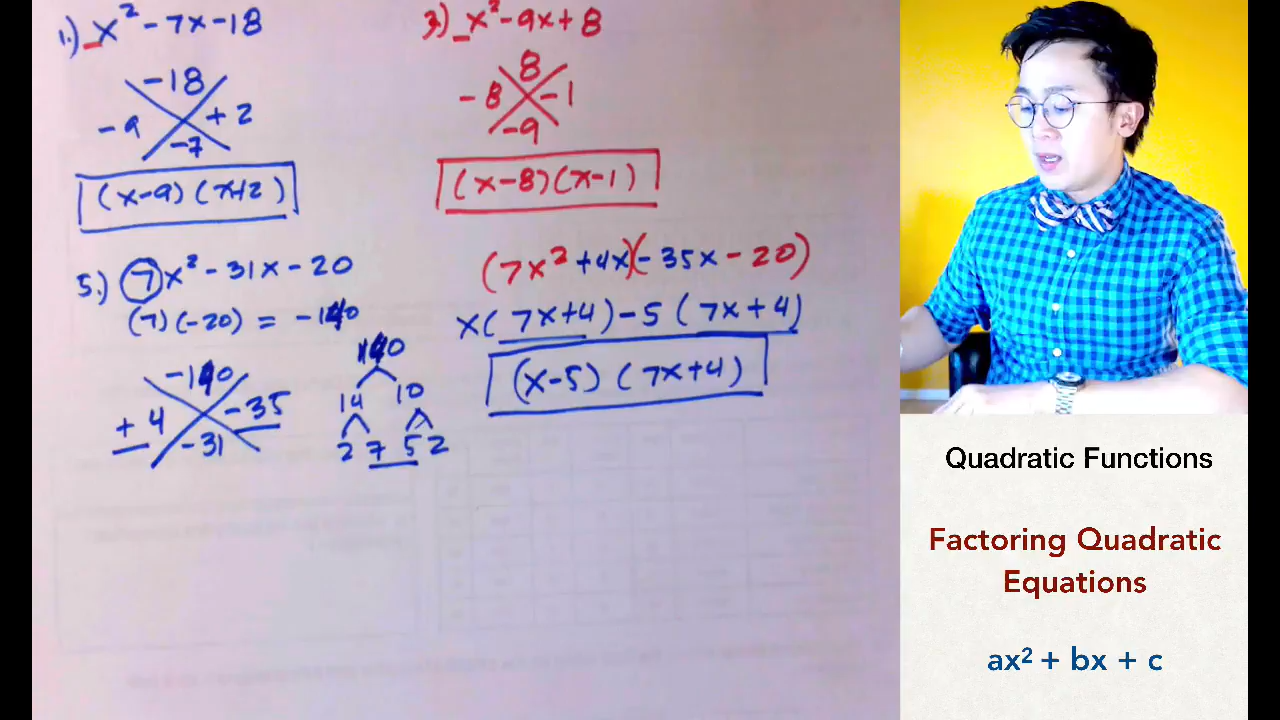 1.) _x² - 7x - 18
-18
-9 +2
-7
(x-9) (x+2)
3.) _x² - 9x + 8
8
-8 -1
-9
(x-8)(x-1)
5.) 7x² - 31x - 20
(7)(-20) = -140
-140
+4 -35
-31
140
14 10
2 7 5 2
(7x² + 4x)(- 35x - 20)
x( 7x+4) - 5 ( 7x + 4)
(x-5) (7x+4)
Quadratic Functions
Factoring Quadratic
Equations
ax² + bx + c